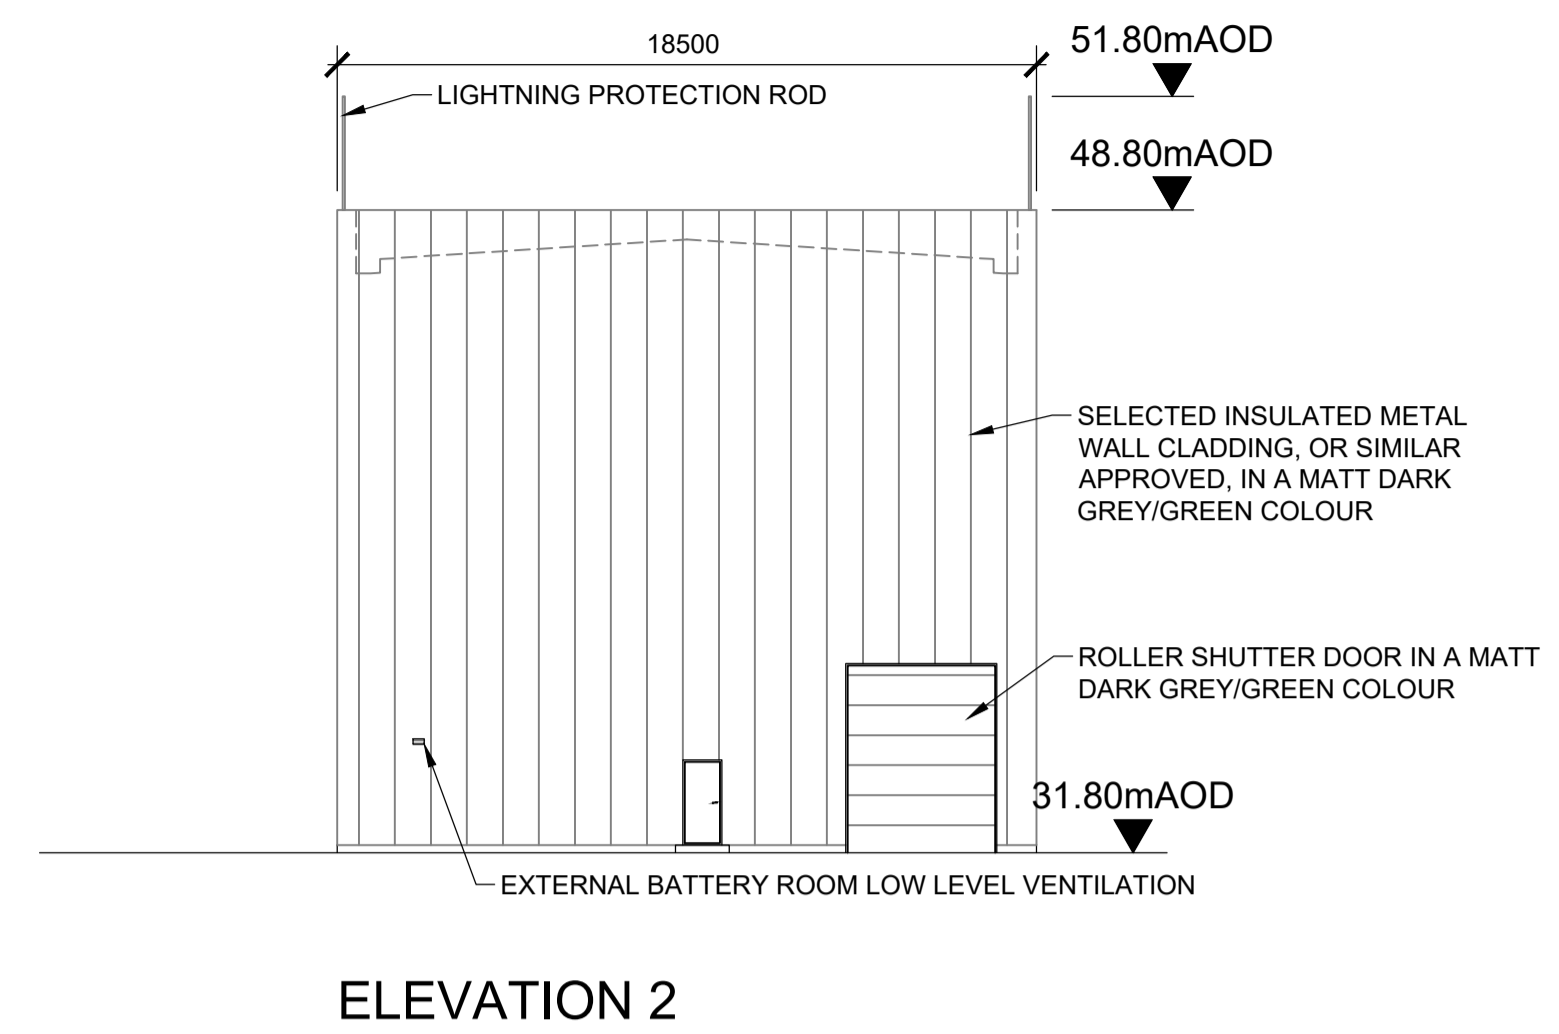 18500
51.80mAOD
LIGHTNING PROTECTION ROD
48.80mAOD
SELECTED INSULATED METAL
WALL CLADDING, OR SIMILAR
APPROVED, IN A MATT DARK
GREY/GREEN COLOUR
ROLLER SHUTTER DOOR IN A MATT
DARK GREY/GREEN COLOUR
31.80mAOD
EXTERNAL BATTERY ROOM LOW LEVEL VENTILATION
ELEVATION 2